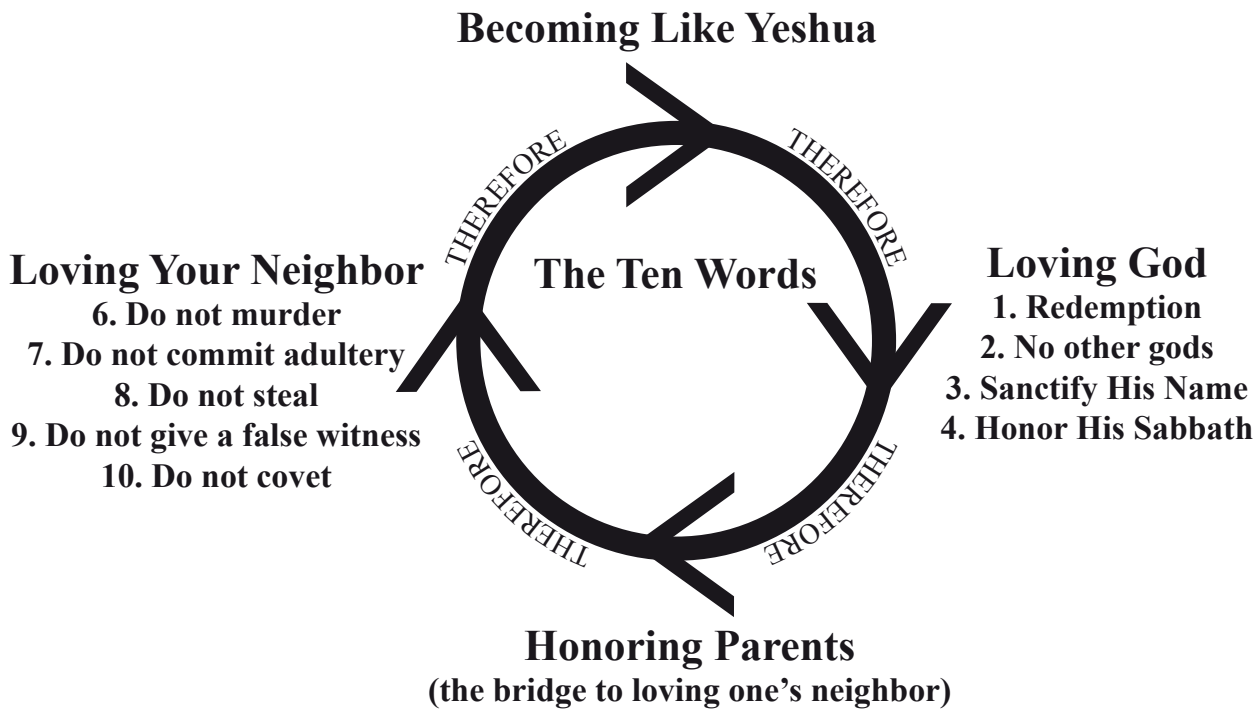 Becoming Like Yeshua
THEREFORE
THEREFORE
The Ten Words
Loving God
1. Redemption
2. No other gods
3. Sanctify His Name
4. Honor His Sabbath
THEREFORE
Honoring Parents
(the bridge to loving one’s neighbor)
THEREFORE
Loving Your Neighbor
6. Do not murder
7. Do not commit adultery
8. Do not steal
9. Do not give a false witness
10. Do not covet